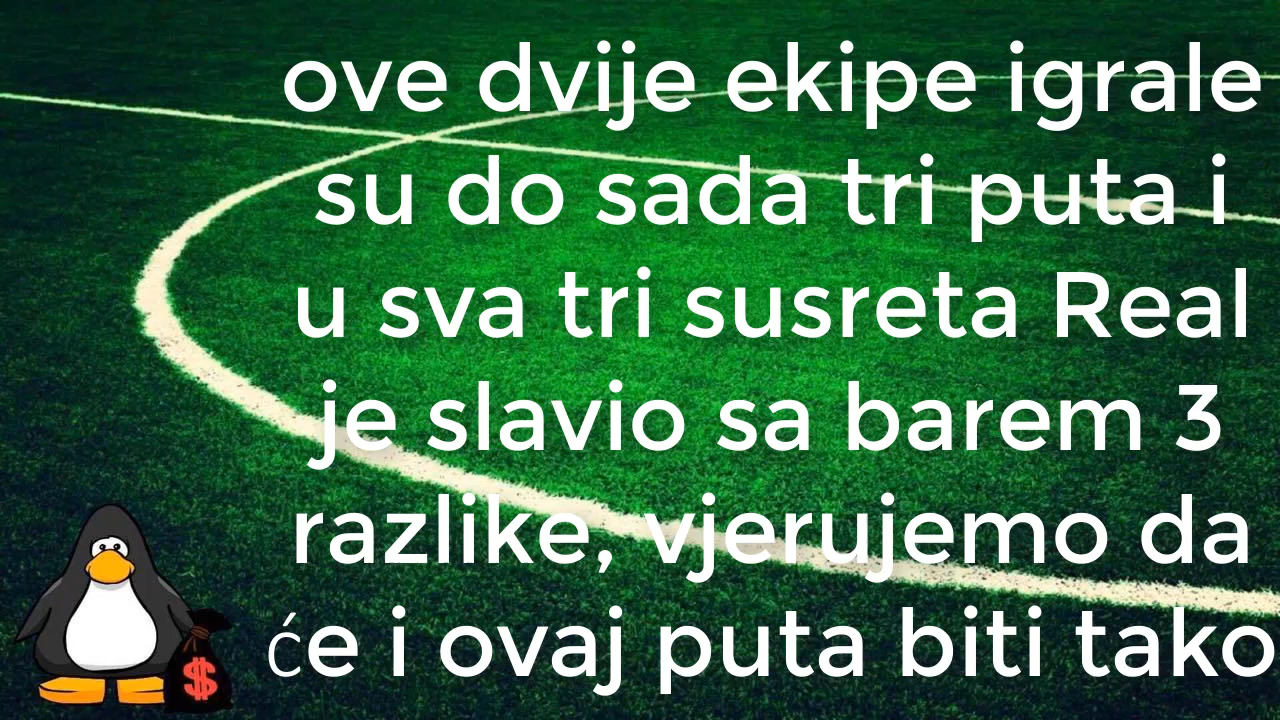 ove dvije ekipe igrale
su do sada tri puta i
u sva tri susreta Real
je slavio sa barem 3
razlike, vjerujemo da
će i ovaj puta biti tako
$